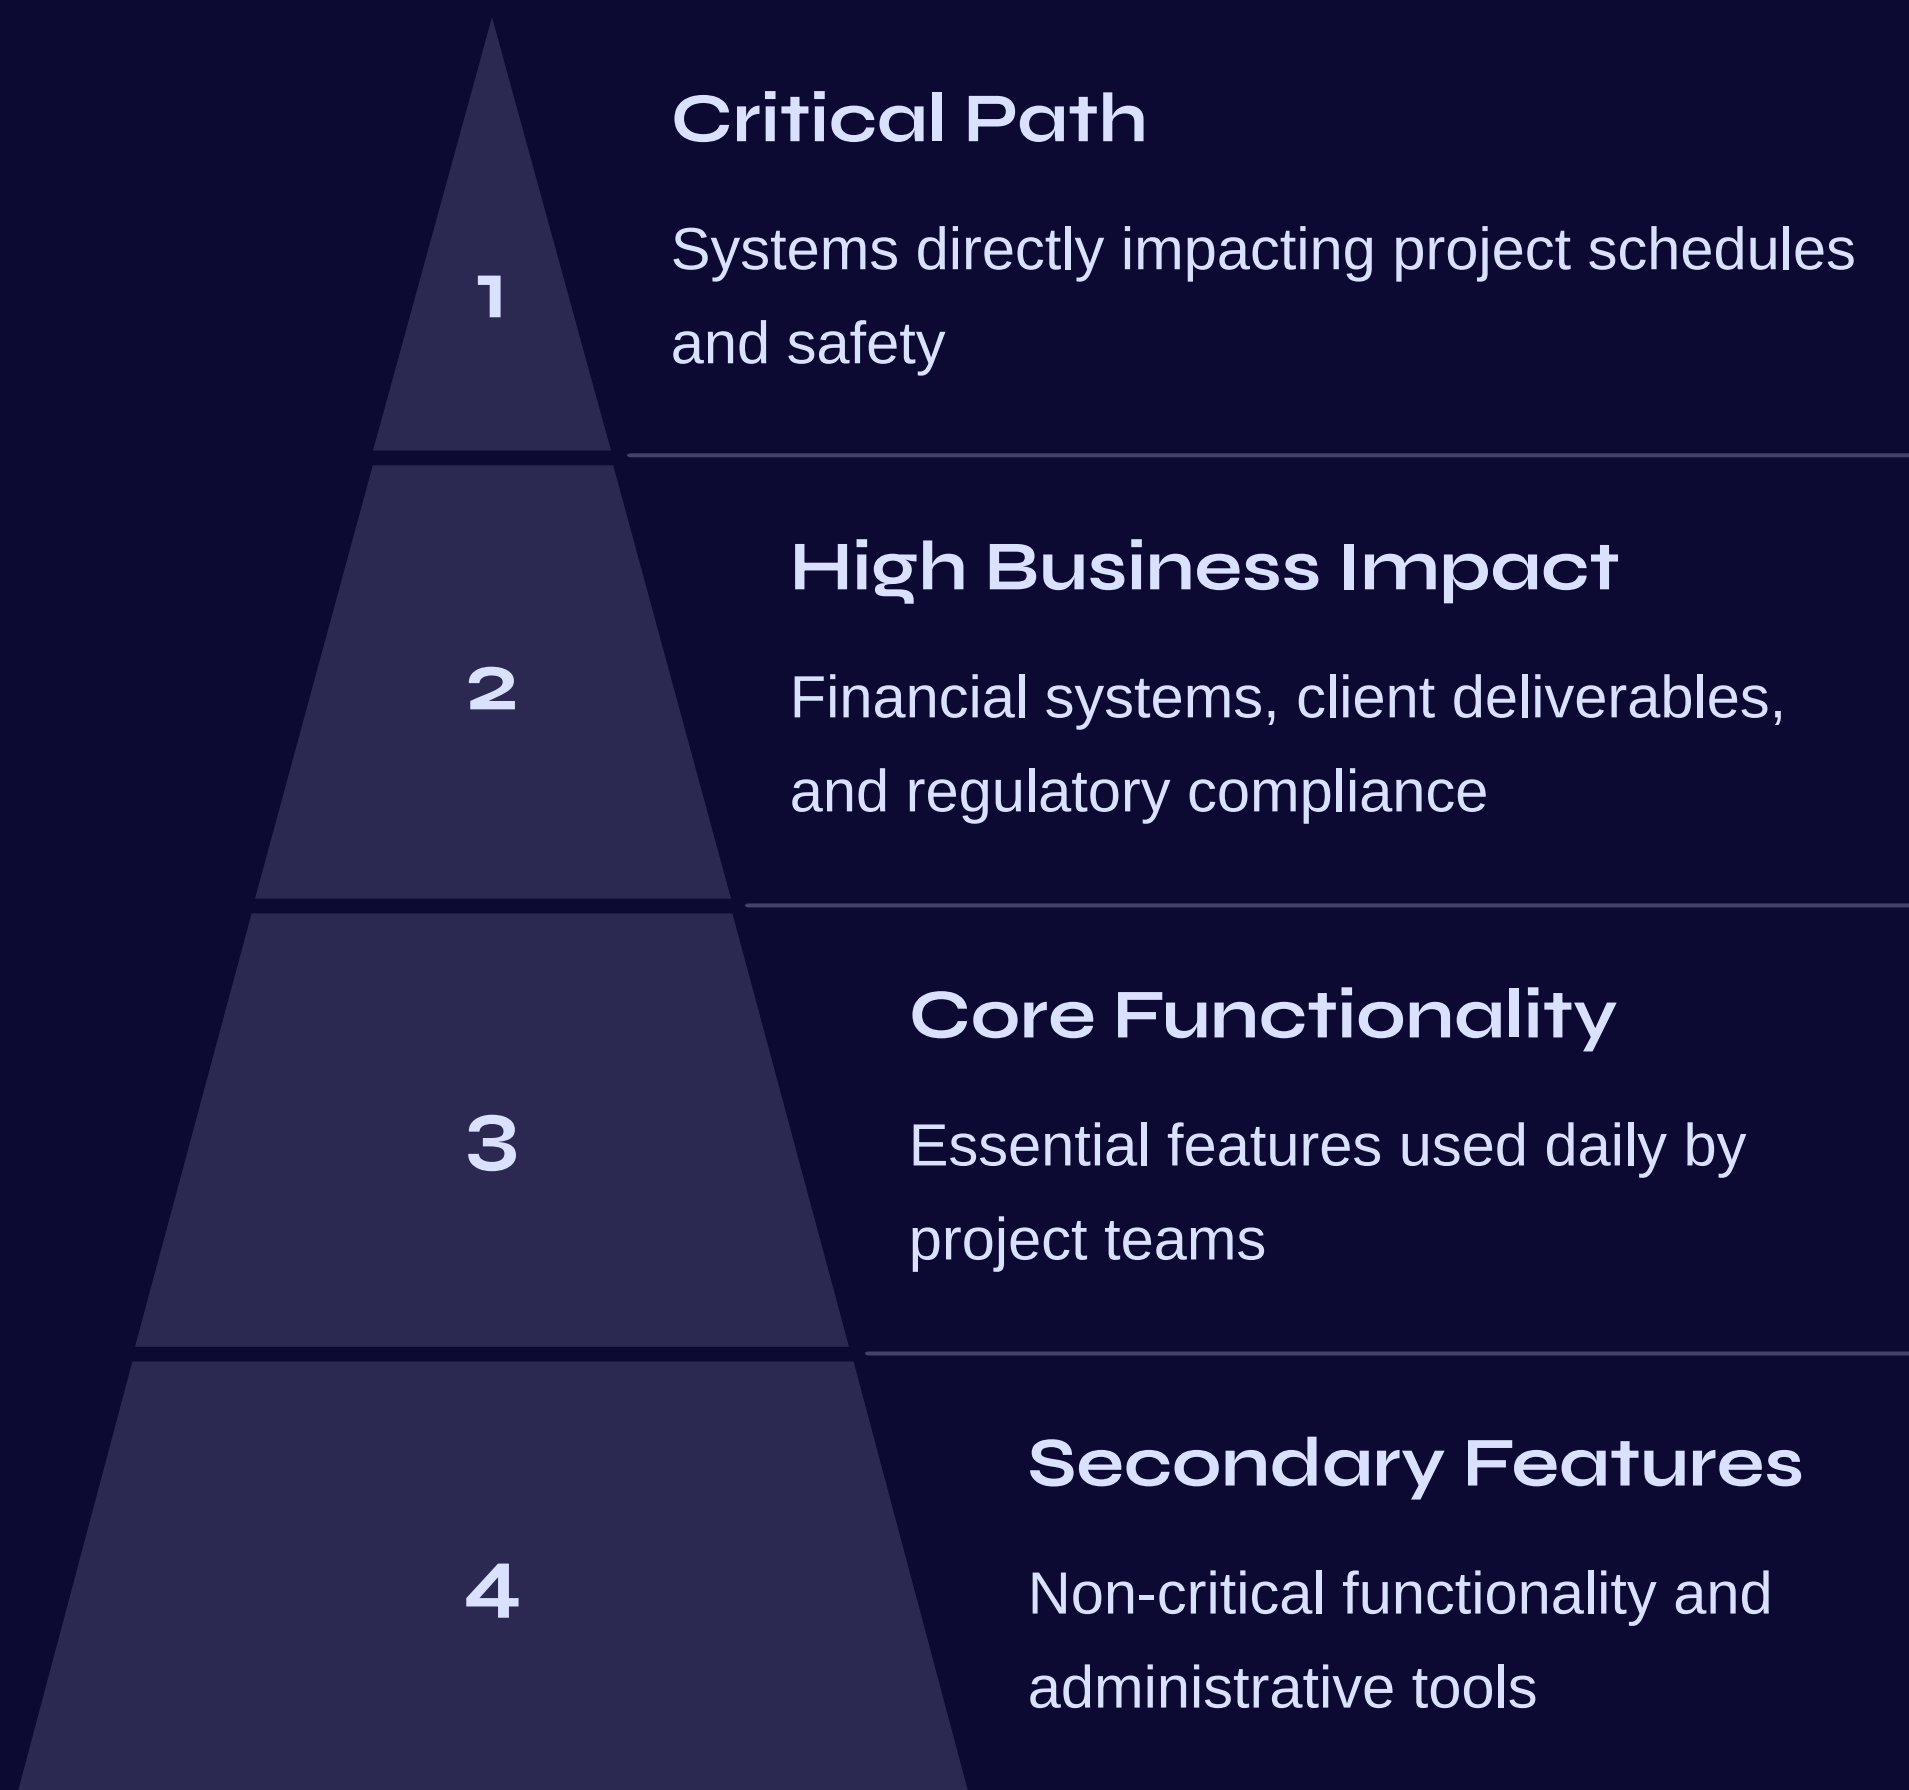 Critical Path
Systems directly impacting project schedules
and safety
1
High Business Impact
Financial systems, client deliverables,
and regulatory compliance
2
Core Functionality
Essential features used daily by
project teams
3
Secondary Features
Non-critical functionality and
administrative tools
4